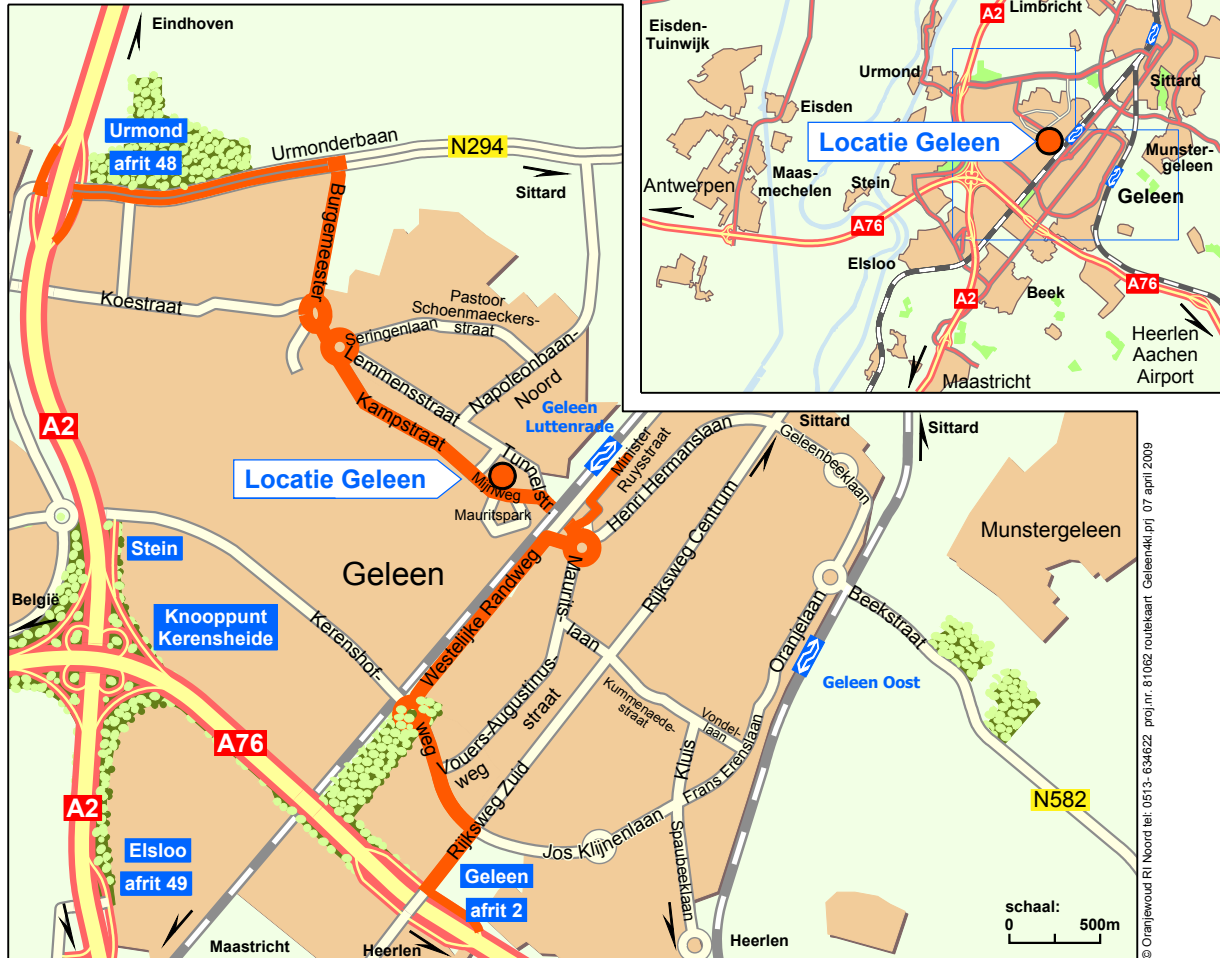 Eindhoven
Urmond
afrit 48
Urmonderbaan
N294
Sittard
Burgemeester
Koestraat
Seringenlaan
Pastoor
Schoenmaeckers-
straat
Lemmensstraat
Napoleonbaan-
Noord
Kampstraat
Geleen
Luttenrade
A2
Locatie Geleen
Tunnelstr.
Mijnweg
Mauritspark
Minister
Ruysstraat
Henri Hermanslaan
Sittard
Geleenbeeklaan
Sittard
Stein
België
Knooppunt
Kerensheide
Geleen
Munstergeleen
Westelijke Randweg
Maurits-
laan
Rijksweg Centrum
Oranjelaan
Beekstraat
Kerenshof-
weg
Vouers-Augustinus-
straat
weg
Kummenaede-
straat
Vondel-
laan
Geleen Oost
Kluis
Frans Erenslaan
A76
A2
Rijksweg Zuid
Jos Klijnenlaan
Spaubeeklaan
N582
Elsloo
afrit 49
Geleen
afrit 2
Maastricht
Heerlen
Heerlen
schaal:
0 500m
Eisden-
Tuinwijk
A2
Limbricht
Urmond
Sittard
Eisden
Locatie Geleen
Munster-
geleen
Antwerpen
Maas-
mechelen
Stein
Geleen
A76
Elsloo
A2
Beek
A76
Maastricht
Heerlen
Aachen
Airport
© Oranjewoud RI Noord tel: 0513- 634622 proj.nr. 81062 routekaart Geleen4kl.prj 07 april 2009